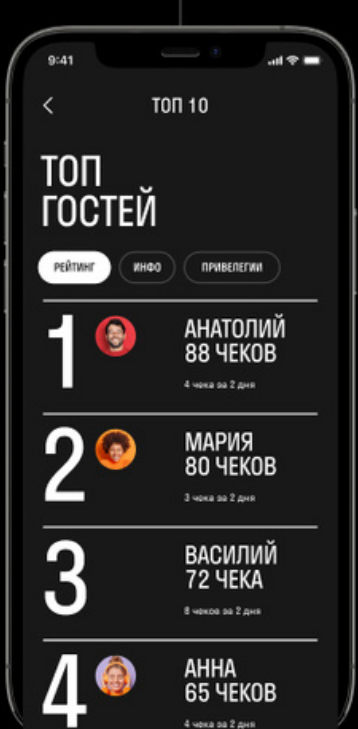 9:41
ТОП 10
ТОП
ГОСТЕЙ
РЕЙТИНГ
ИНФО
ПРИВЕЛЕГИИ
1
АНАТОЛИЙ
88 ЧЕКОВ
4 чека за 2 дня
2
МАРИЯ
80 ЧЕКОВ
3 чека за 2 дня
3
ВАСИЛИЙ
72 ЧЕКА
8 чеков за 2 дня
4
АННА
65 ЧЕКОВ
4 чека за 2 дня